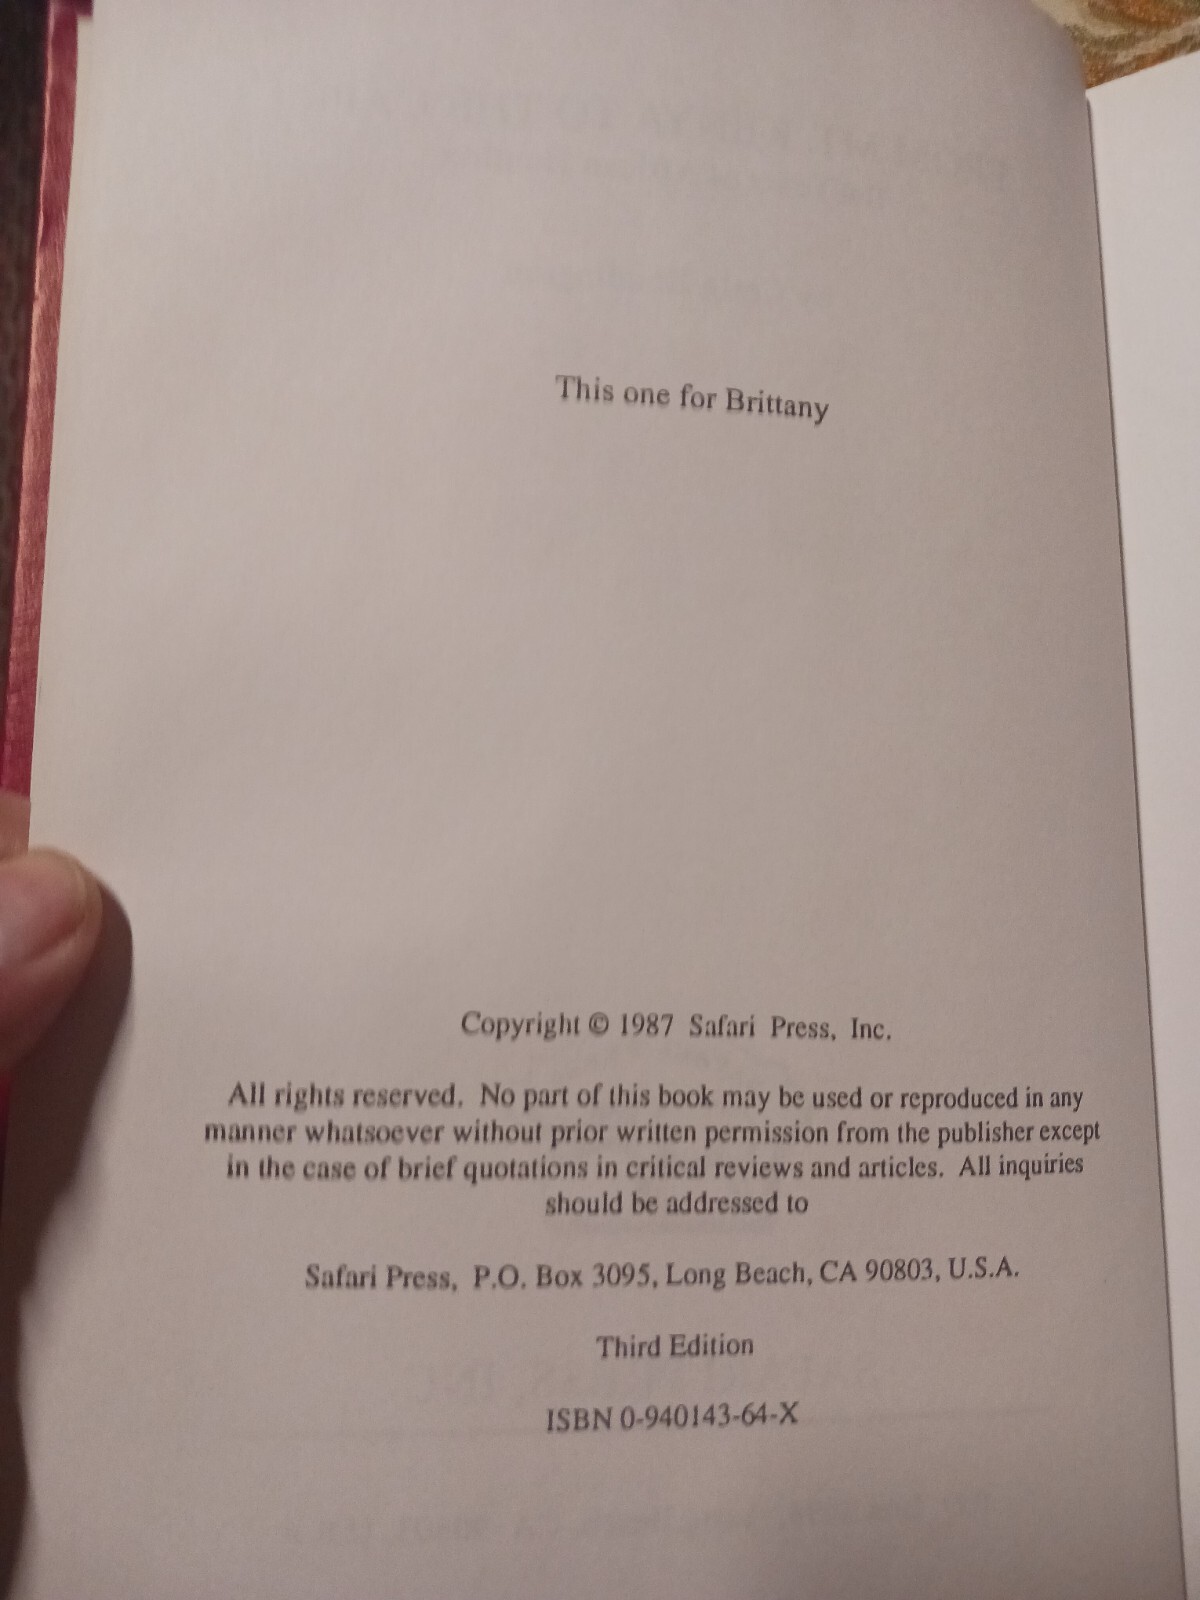 This one for Brittany
Copyright © 1987 Safari Press, Inc.
All rights reserved. No part of this book may be used or reproduced in any
manner whatsoever without prior written permission from the publisher except
in the case of brief quotations in critical reviews and articles. All inquiries
should be addressed to
Safari Press, P.O. Box 3095, Long Beach, CA 90803, U.S.A.
Third Edition
ISBN 0-940143-64-X